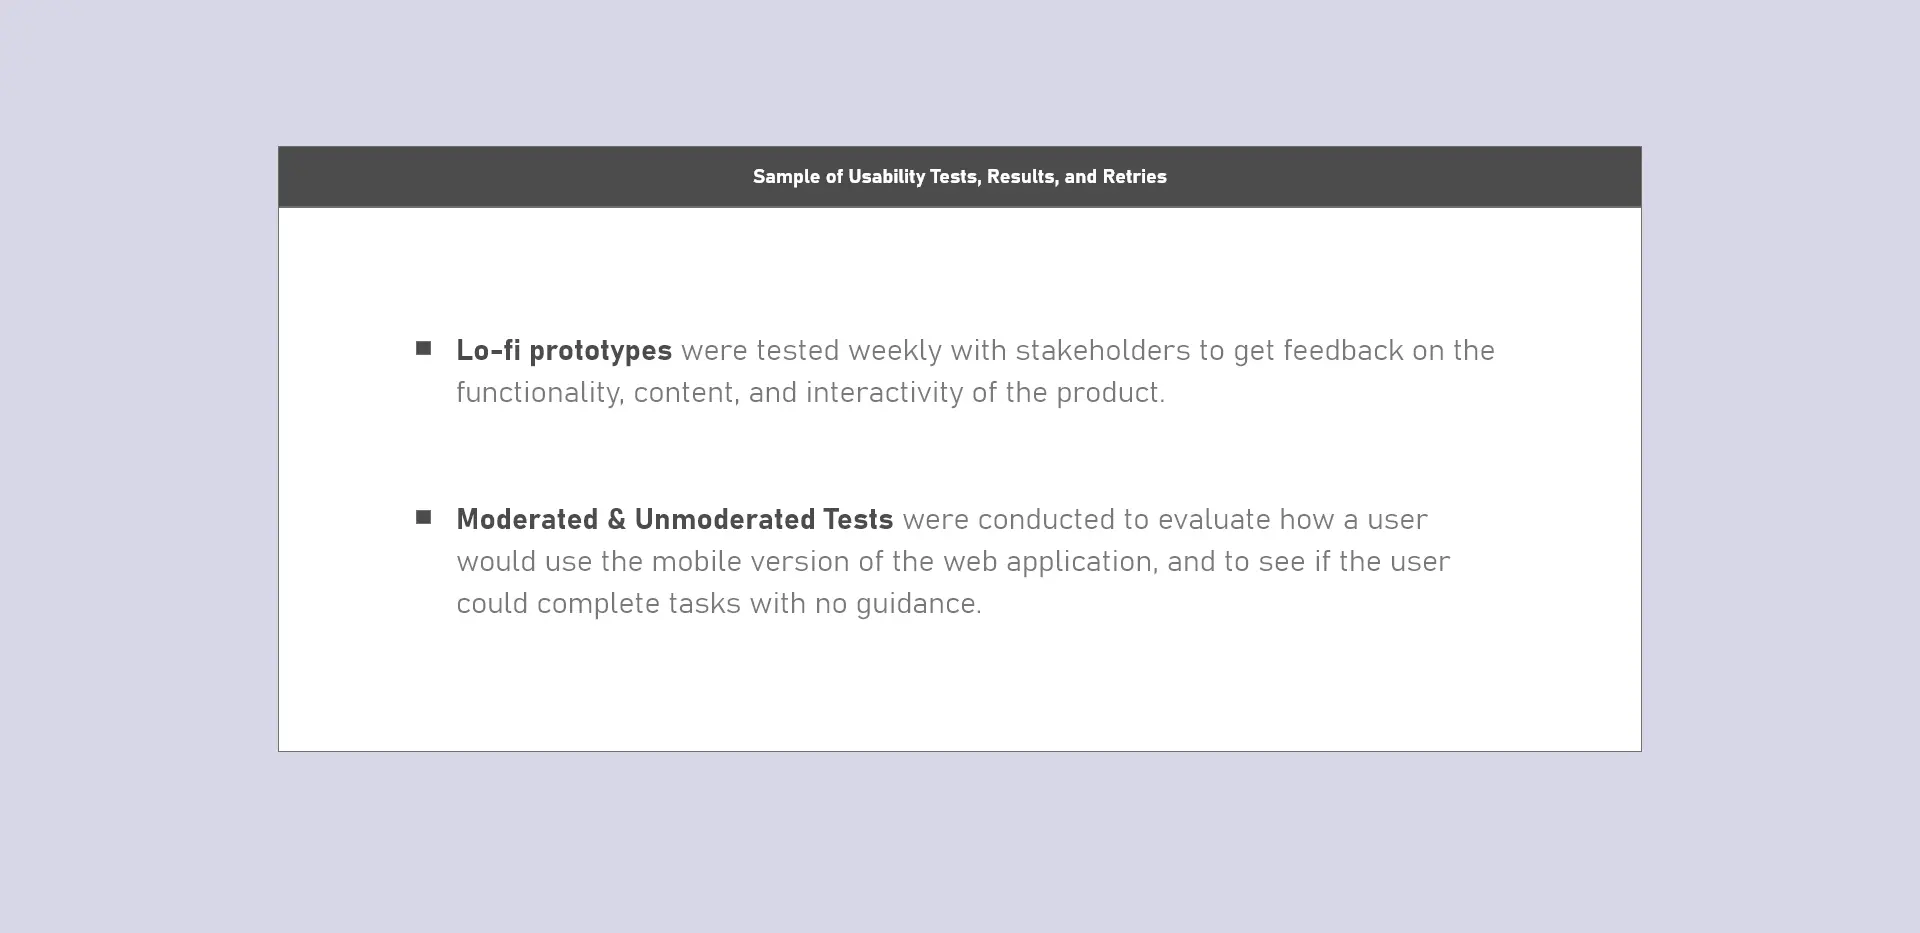 Sample of Usability Tests, Results, and Retries
Lo-fi prototypes were tested weekly with stakeholders to get feedback on the
functionality, content, and interactivity of the product.
Moderated & Unmoderated Tests were conducted to evaluate how a user
would use the mobile version of the web application, and to see if the user
could complete tasks with no guidance.